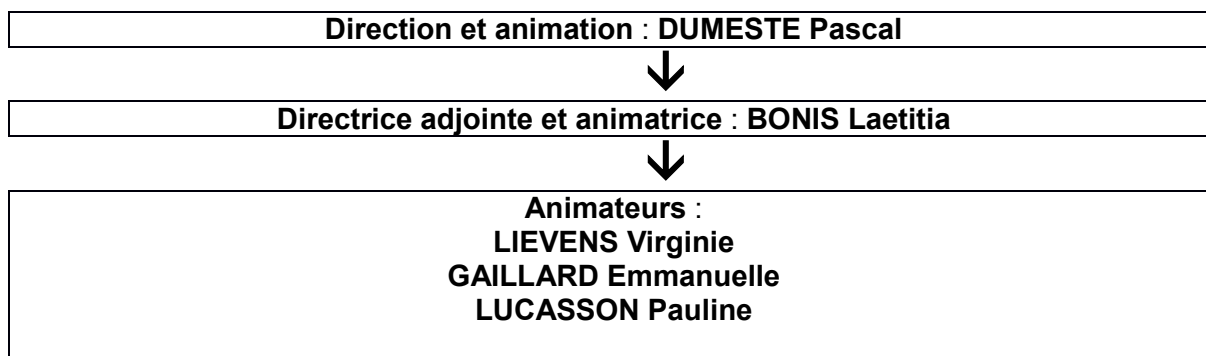 Direction et animation : DUMESTE Pascal
Directrice adjointe et animatrice : BONIS Laetitia
Animateurs :
LIEVENS Virginie
GAILLARD Emmanuelle
LUCASSON Pauline